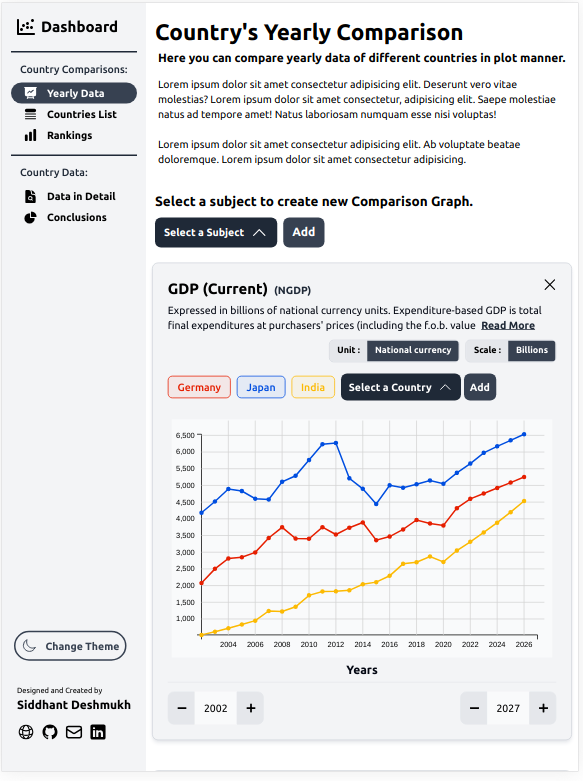 Dashboard
Country Comparisons:
Yearly Data
Countries List
Rankings
Country Data:
Data in Detail
Conclusions
Change Theme
Designed and Created by
Siddhant Deshmukh
Country's Yearly Comparison
Here you can compare yearly data of different countries in plot manner.
Lorem ipsum dolor sit amet consectetur adipisicing elit. Deserunt vero vitae
molestias? Lorem ipsum dolor sit amet consectetur, adipisicing elit. Saepe molestiae
natus ad tempore amet! Natus laboriosam numquam esse nisi voluptas!
Lorem ipsum dolor sit amet consectetur adipisicing elit. Ab voluptate beatae
doloremque. Lorem ipsum dolor sit amet consectetur adipisicing.
Select a subject to create new Comparison Graph.
Select a Subject Add
GDP (Current) (NGDP)
Expressed in billions of national currency units. Expenditure-based GDP is total
final expenditures at purchasers' prices (including the f.o.b. value Read More
Unit : National currency Scale : Billions
Germany Japan India Select a Country Add
6,500
6,000
5,500
5,000
4,500
4,000
3,500
3,000
2,500
2,000
1,500
1,000
2004 2006 2008 2010 2012 2014 2016 2018 2020 2022 2024 2026
Years
− 2002 + − 2027 +